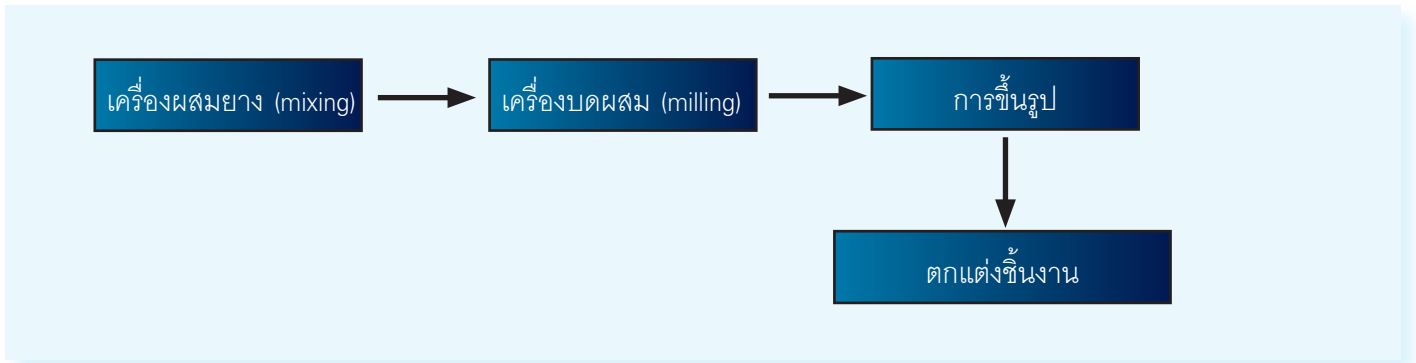 เครื่องผสมยาง (mixing)
เครื่องบดผสม (milling)
การขึ้นรูป
ตกแต่งชิ้นงาน